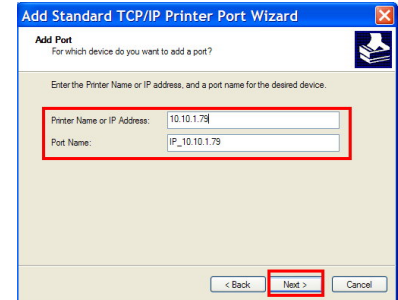 Add Standard TCP/IP Printer Port Wizard
Add Port
For which device do you want to add a port?
Enter the Printer Name or IP address, and a port name for the desired device.
Printer Name or IP Address: 10.10.1.79
Port Name: IP_10.10.1.79
< Back Next > Cancel